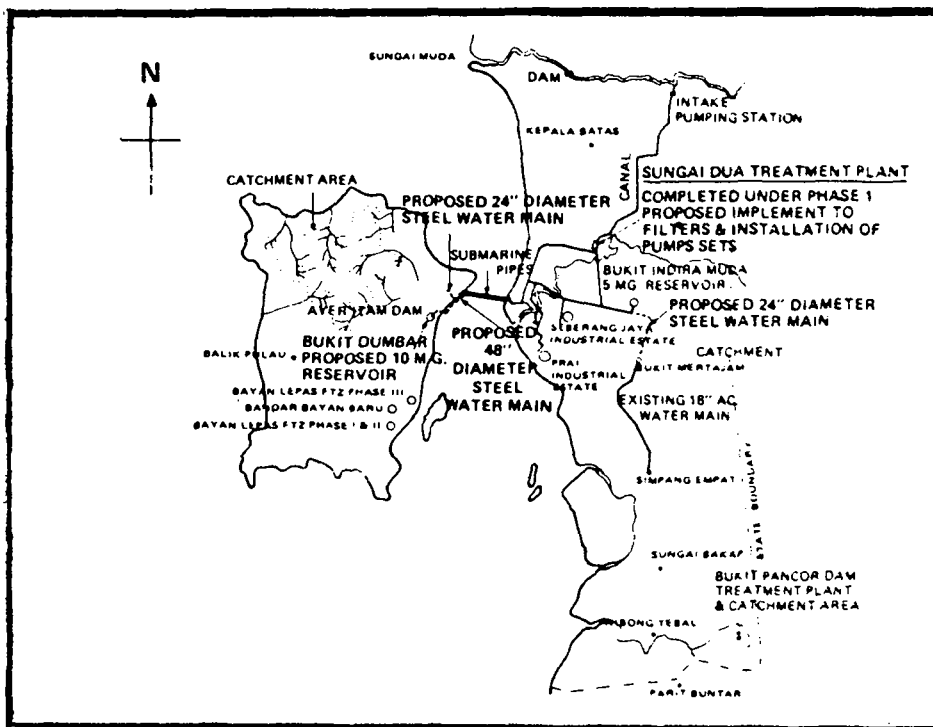 SUNGAI MUDA
DAM
N
INTAKE
PUMPING STATION
KEPALA BATAS
CANAL
SUNGAI DUA TREATMENT PLANT
COMPLETED UNDER PHASE 1
PROPOSED IMPLEMENT TO
FILTERS & INSTALLATION OF
PUMPS SETS
CATCHMENT AREA
PROPOSED 24" DIAMETER
STEEL WATER MAIN
SUBMARINE
PIPES
BUKIT INDIRA MUDA
5 MG RESERVOIR
PROPOSED 24" DIAMETER
STEEL WATER MAIN
AYER ITAM DAM
BUKIT DUMBAR
PROPOSED 10 M.G.
RESERVOIR
PROPOSED
48"
DIAMETER
STEEL
WATER MAIN
SEBERANG JAYA
INDUSTRIAL ESTATE
PRAI
INDUSTRIAL
ESTATE
CATCHMENT
BUKIT MERTAJAM
BALIK PULAU
BAYAN LEPAS FTZ PHASE III
BANDAR BAYAN BARU
BAYAN LEPAS FTZ PHASE I & II
EXISTING 18" AC
WATER MAIN
SIMPANG EMPAT
STATE BOUNDARY
SUNGAI BAKAP
BUKIT PANCOR DAM
TREATMENT PLANT
& CATCHMENT AREA
TEBAL
PARIT BUNTAR